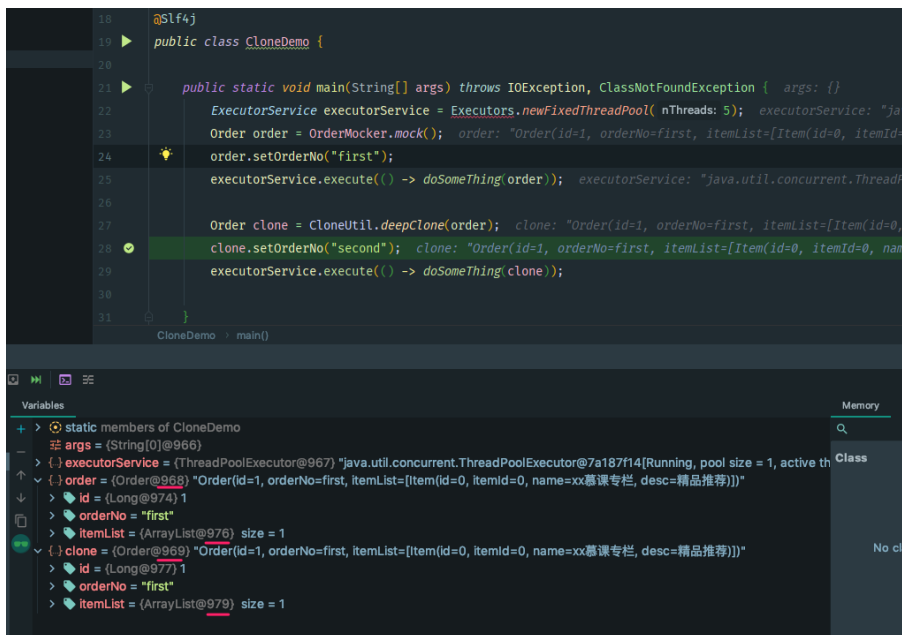 18 @Slf4j
19 public class CloneDemo {
20
21 public static void main(String[] args) throws IOException, ClassNotFoundException { args: {}
22 ExecutorService executorService = Executors.newFixedThreadPool( nThreads: 5); executorService: "ja
23 Order order = OrderMocker.mock(); order: "Order(id=1, orderNo=first, itemList=[Item(id=0, itemId=
24 order.setOrderNo("first");
25 executorService.execute(() -> doSomeThing(order)); executorService: "java.util.concurrent.ThreadP
26
27 Order clone = CloneUtil.deepClone(order); clone: "Order(id=1, orderNo=first, itemList=[Item(id=0,
28 clone.setOrderNo("second"); clone: "Order(id=1, orderNo=first, itemList=[Item(id=0, itemId=0, nam
29 executorService.execute(() -> doSomeThing(clone));
30
31 }
CloneDemo › main()
Variables
Memory
static members of CloneDemo
args = {String[0]@966}
executorService = {ThreadPoolExecutor@967} "java.util.concurrent.ThreadPoolExecutor@7a187f14[Running, pool size = 1, active th
Class
order = {Order@968} "Order(id=1, orderNo=first, itemList=[Item(id=0, itemId=0, name=xx慕课专栏, desc=精品推荐)])"
id = {Long@974} 1
orderNo = "first"
itemList = {ArrayList@976} size = 1
clone = {Order@969} "Order(id=1, orderNo=first, itemList=[Item(id=0, itemId=0, name=xx慕课专栏, desc=精品推荐)])"
No cl
id = {Long@977} 1
orderNo = "first"
itemList = {ArrayList@979} size = 1